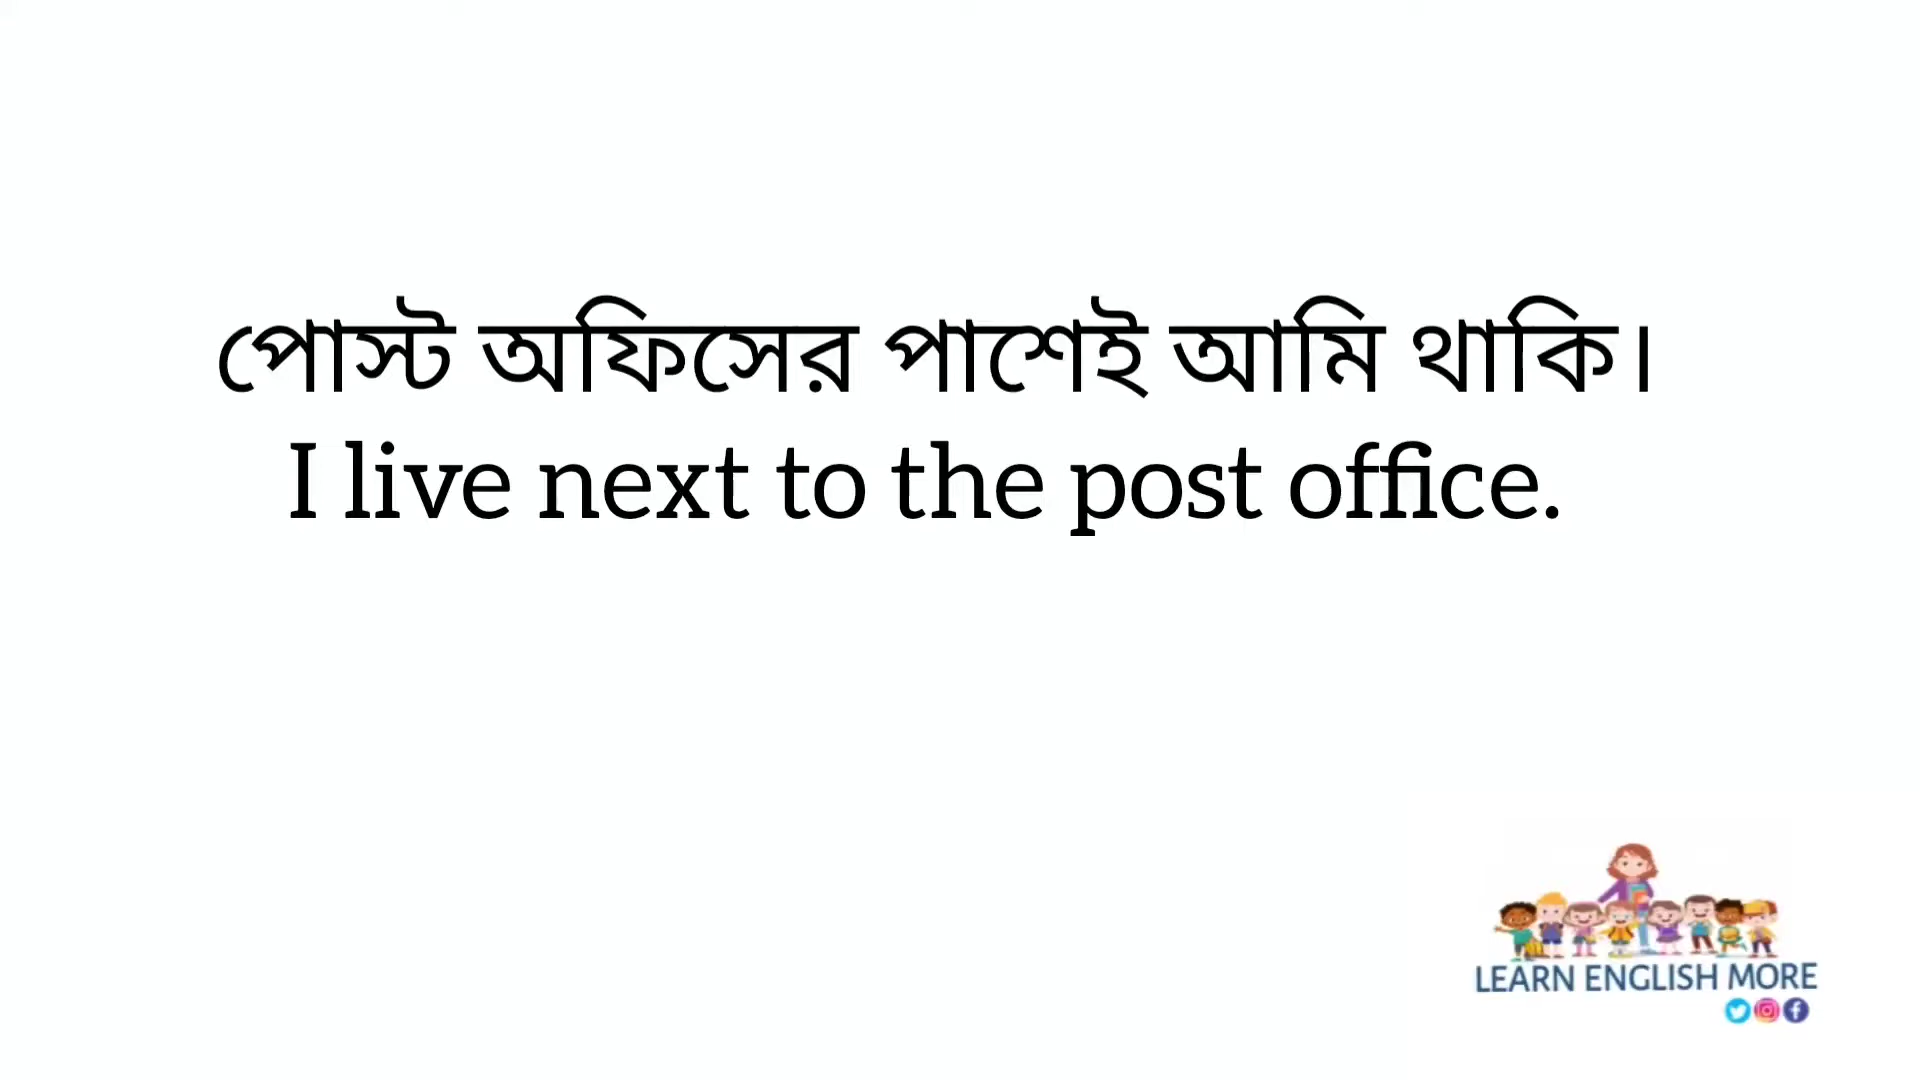 পোস্ট অফিসের পাশেই আমি থাকি।
I live next to the post office.
LEARN ENGLISH MORE